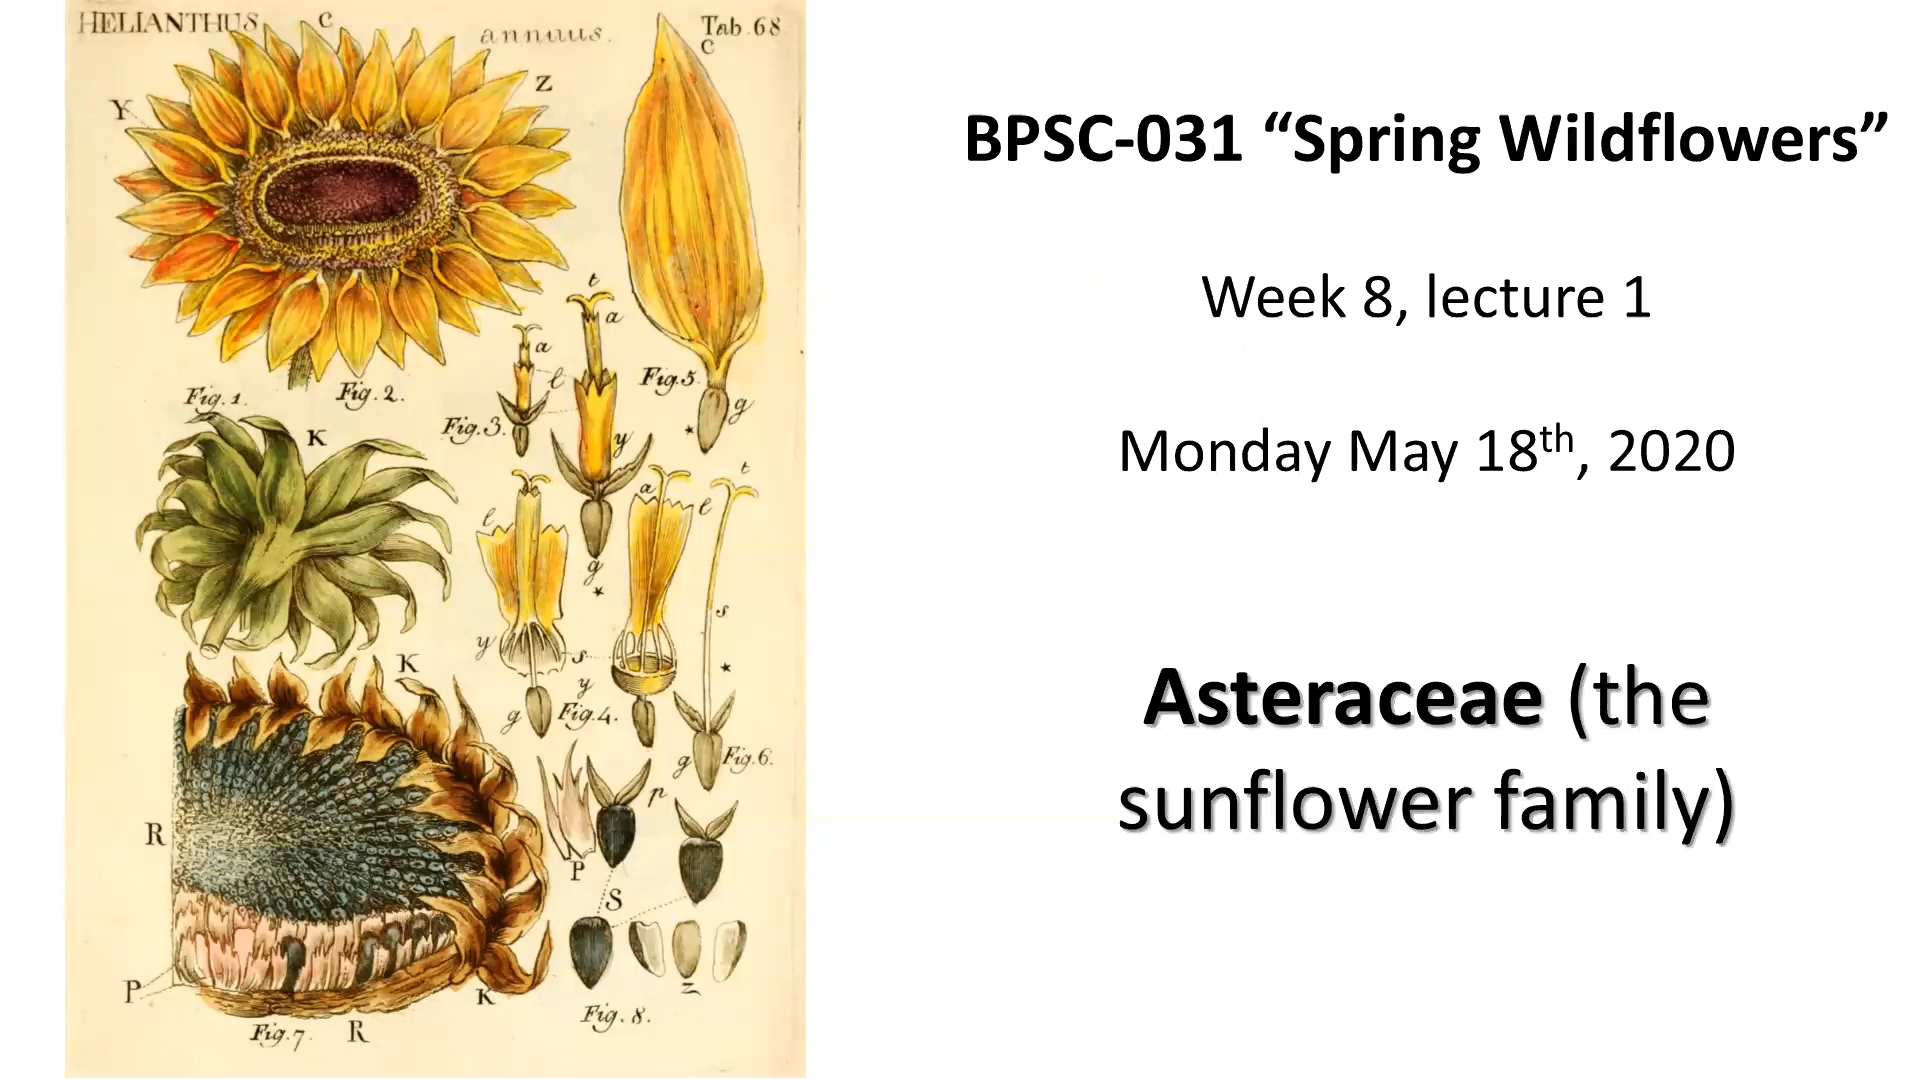 HELIANTHUS
C
annuus.
Tab. 68
C
Z
Y
t
a
a
l
Fig. 5.
Fig. 1.
Fig. 2.
g
Fig. 3.
K
y
t
a
l
l
g
s
y
s
K
y
g
Fig. 4.
g
Fig. 6.
p
R
P
S
P
K
z
Fig. 8.
Fig. 7.
R
BPSC-031 “Spring Wildflowers”
Week 8, lecture 1
Monday May 18th, 2020
Asteraceae (the
sunflower family)